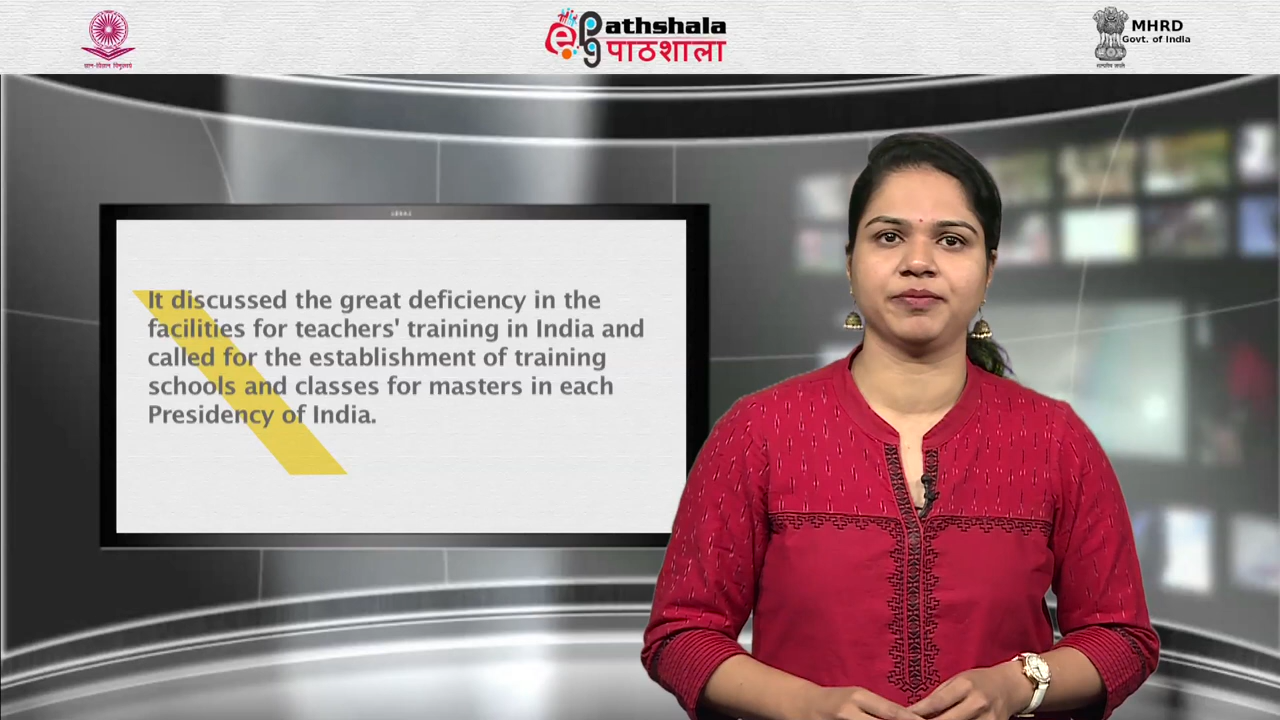 ePgathshala
पाठशाला
MHRD
Govt. of India
It discussed the great deficiency in the
facilities for teachers' training in India and
called for the establishment of training
schools and classes for masters in each
Presidency of India.